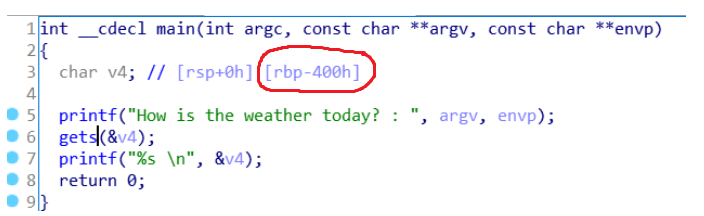 1 int __cdecl main(int argc, const char **argv, const char **envp)
2 {
3 char v4; // [rsp+0h] [rbp-400h]
4
5 printf("How is the weather today? : ", argv, envp);
6 gets(&v4);
7 printf("%s \n", &v4);
8 return 0;
9 }